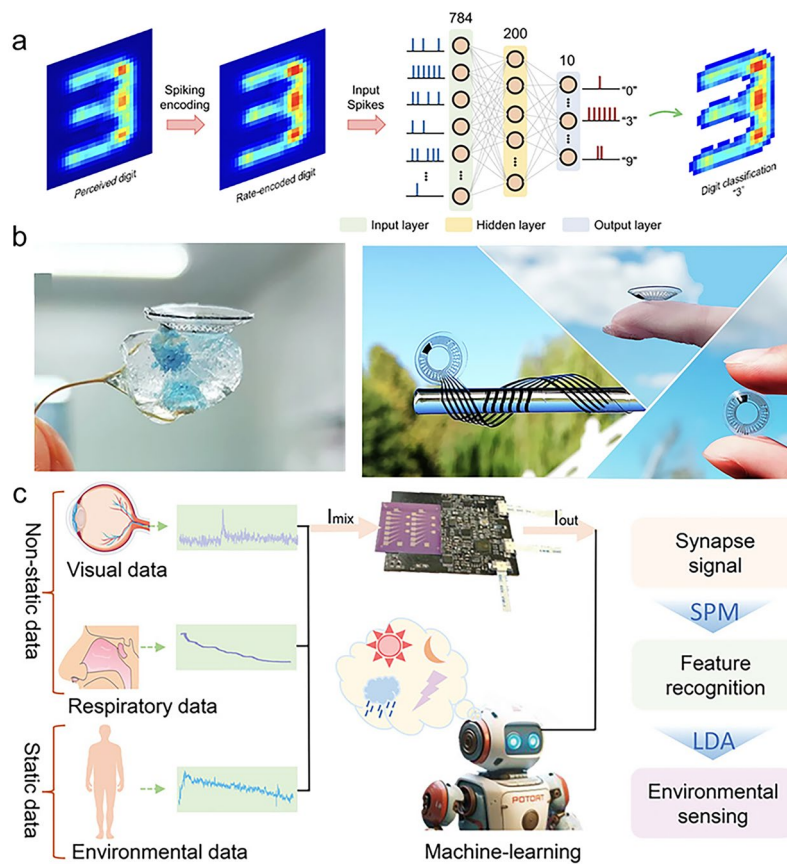 a
784
200
10
Spiking
encoding
Input
Spikes
"0"
"3"
"9"
Perceived digit
Rate-encoded digit
Digit classification
"3"
Input layer
Hidden layer
Output layer
b
c
Non-static data
Static data
Visual data
Respiratory data
Environmental data
Imix
Iout
POTOAT
Machine-learning
Synapse
signal
SPM
Feature
recognition
LDA
Environmental
sensing